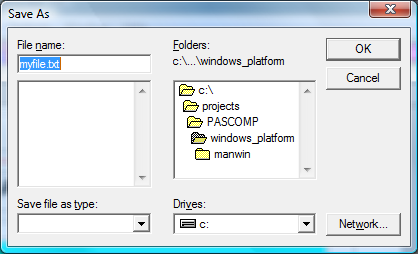 Save As
File name:
myfile.txt
Folders:
c:\...\windows_platform
c:\
projects
PASCOMP
windows_platform
manwin
OK
Cancel
Save file as type:
Drives:
c:
Network...